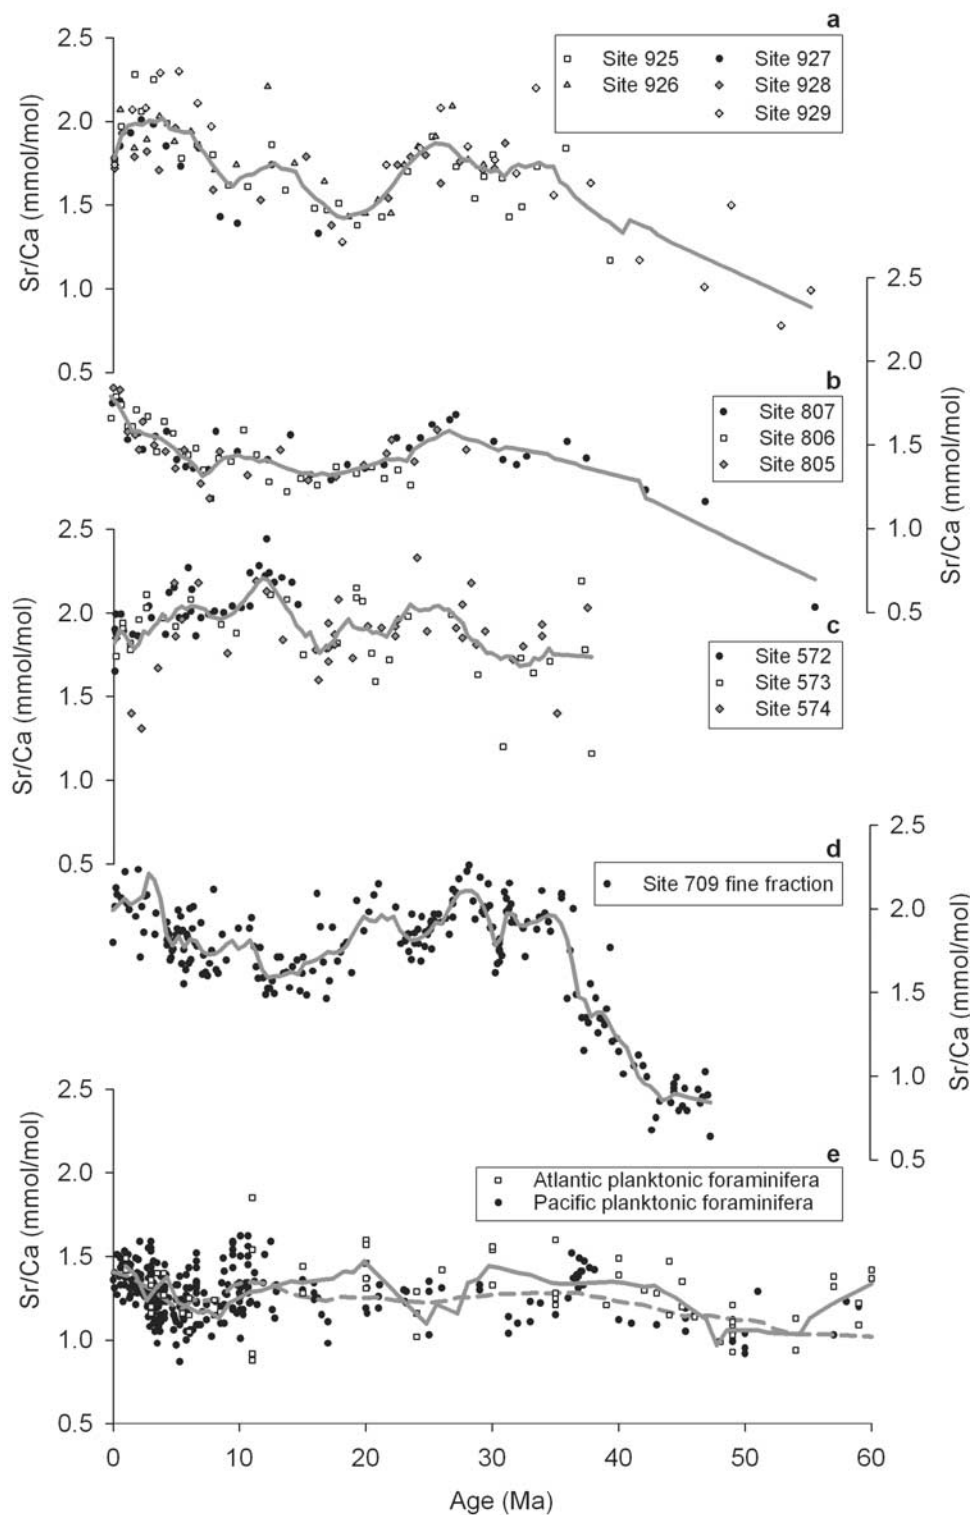 a
2.5
Site 925 Site 927
Site 926 Site 928
Site 929
2.0
1.5
1.0
0.5
Sr/Ca (mmol/mol)
2.5
2.0
1.5
1.0
0.5
Sr/Ca (mmol/mol)
b
Site 807
Site 806
Site 805
2.5
2.0
1.5
1.0
0.5
Sr/Ca (mmol/mol)
c
Site 572
Site 573
Site 574
2.5
2.0
1.5
1.0
0.5
Sr/Ca (mmol/mol)
d
Site 709 fine fraction
2.5
2.0
1.5
1.0
0.5
Sr/Ca (mmol/mol)
e
Atlantic planktonic foraminifera
Pacific planktonic foraminifera
0 10 20 30 40 50 60
Age (Ma)